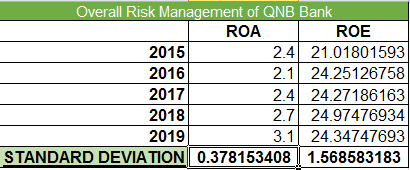 Overall Risk Management of QNB Bank
ROA ROE
2015 2.4 21.01801593
2016 2.1 24.25126758
2017 2.4 24.27186163
2018 2.7 24.97476934
2019 3.1 24.34747693
STANDARD DEVIATION 0.378153408 1.568583183